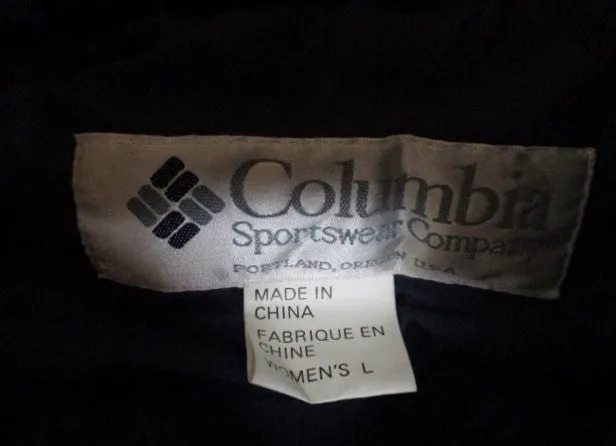 Columbia
Sportswear Company
PORTLAND, OREGON U.S.A.
MADE IN
CHINA
FABRIQUE EN
CHINE
WOMEN'S L